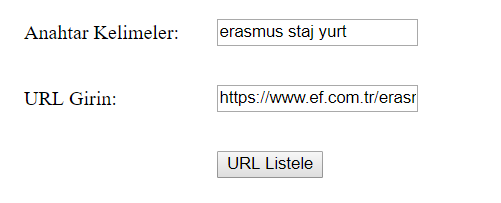 Anahtar Kelimeler: erasmus staj yurt
URL Girin: https://www.ef.com.tr/erasr
URL Listele